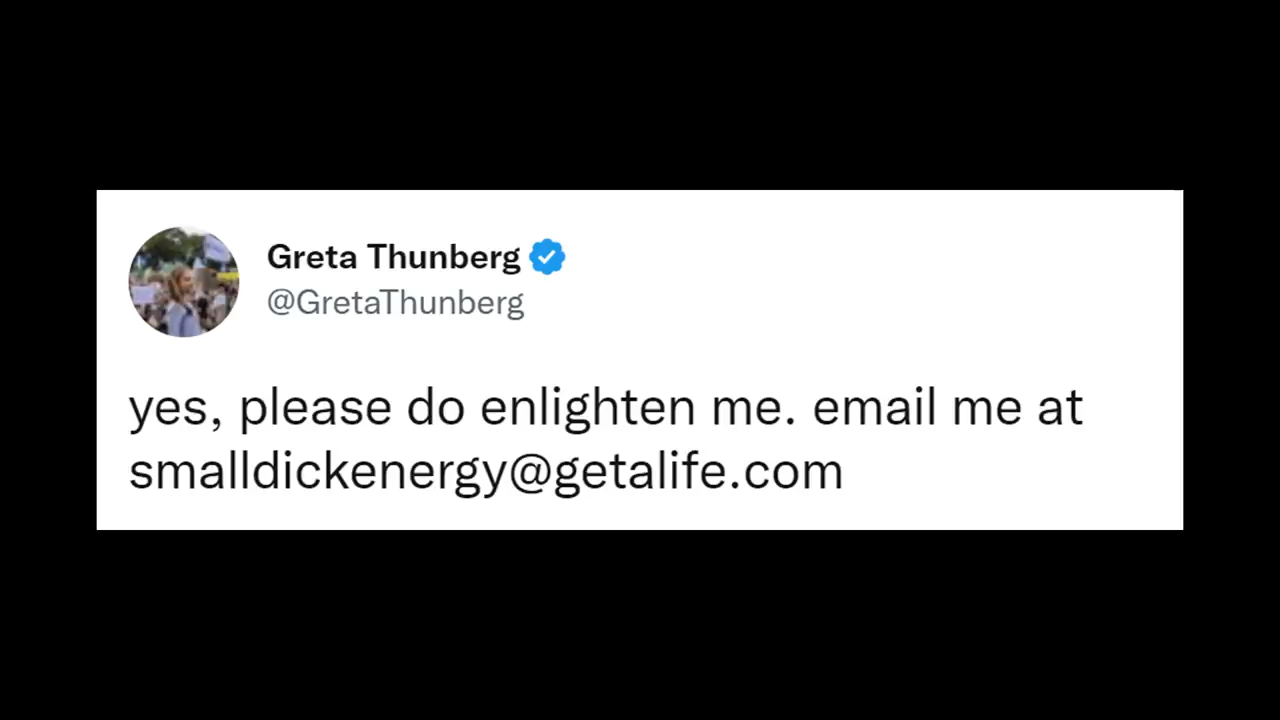 Greta Thunberg
@GretaThunberg
yes, please do enlighten me. email me at
smalldickenergy@getalife.com